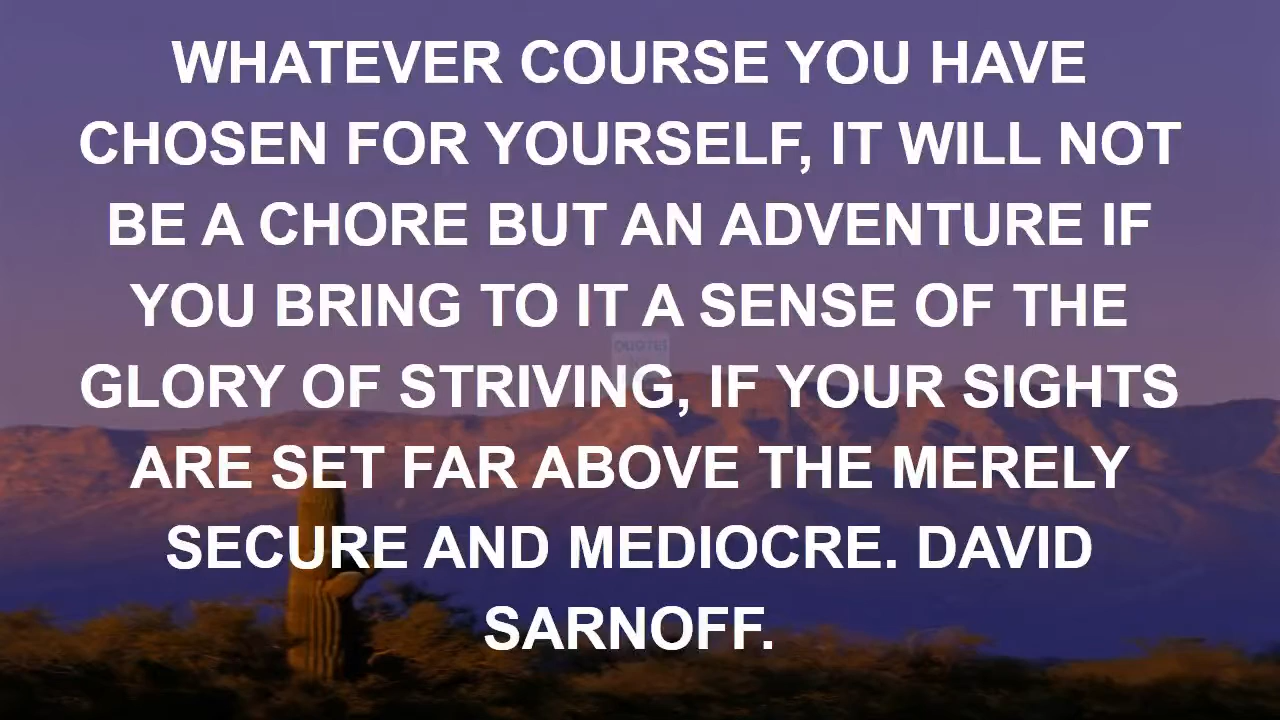 WHATEVER COURSE YOU HAVE
CHOSEN FOR YOURSELF, IT WILL NOT
BE A CHORE BUT AN ADVENTURE IF
YOU BRING TO IT A SENSE OF THE
QUOTES
GLORY OF STRIVING, IF YOUR SIGHTS
ARE SET FAR ABOVE THE MERELY
SECURE AND MEDIOCRE. DAVID
SARNOFF.